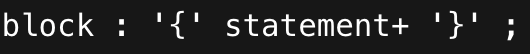 block : '{' statement+ '}' ;